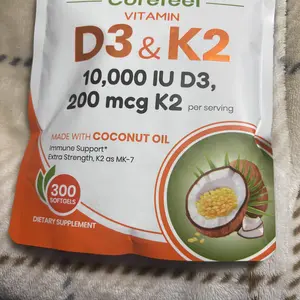 Corefeel
VITAMIN
D3 & K2
10,000 IU D3,
200 mcg K2 per serving
MADE WITH COCONUT OIL
Immune Support*
Extra Strength, K2 as MK-7
300
SOFTGELS
DIETARY SUPPLEMENT